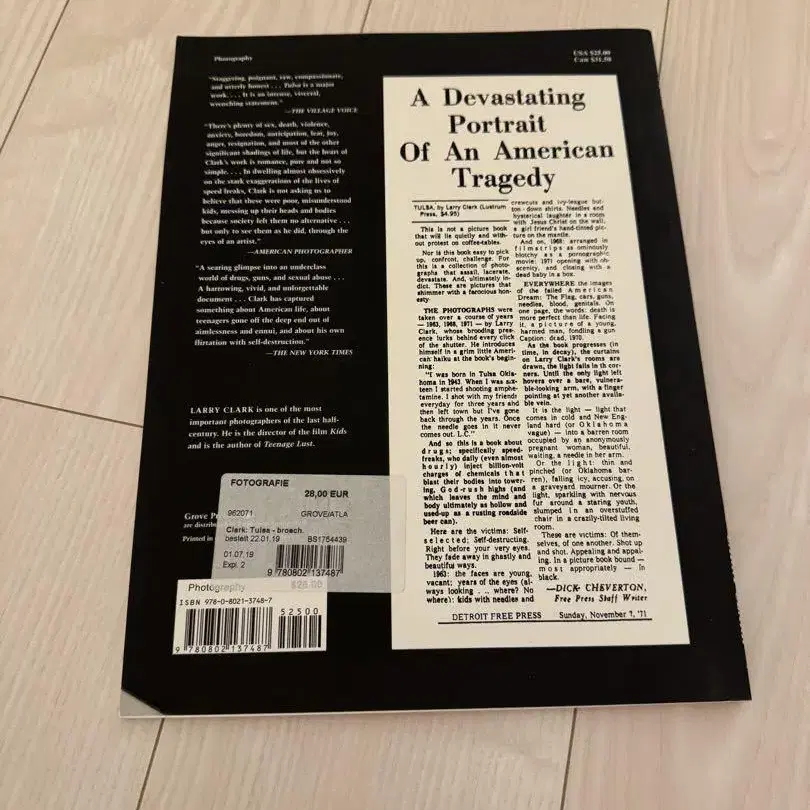 Photography
USA $25.00
Can $31.50
"Staggering, poignant, raw, compassionate,
and utterly honest . . . Tulsa is a major
work. . . . It is an intense, visceral,
wrenching statement."
—THE VILLAGE VOICE
"There's plenty of sex, death, violence,
anxiety, boredom, anticipation, fear, joy,
anger, resignation, and most of the other
significant shadings of life, but the heart of
Clark's work is romance, pure and not so
simple. . . . In dwelling almost obsessively
on the stark exaggerations of the lives of
speed freaks, Clark is not asking us to
believe that these were poor, misunderstood
kids, messing up their heads and bodies
because society left them no alternative . . .
but only to see them as he did, through the
eyes of an artist."
—AMERICAN PHOTOGRAPHER
"A searing glimpse into an underclass
world of drugs, guns, and sexual abuse . . .
A harrowing, vivid, and unforgettable
document . . . Clark has captured
something about American life, about
teenagers gone off the deep end out of
aimlessness and ennui, and about his own
flirtation with self-destruction."
—THE NEW YORK TIMES
LARRY CLARK is one of the most
important photographers of the last half-
century. He is the director of the film Kids
and is the author of Teenage Lust.
Grove Pr
are distrib
Printed in
FOTOGRAFIE
28,00 EUR
962071 GROVE/ATLA
Clark: Tulsa - brosch.
bestellt 22.01.19 BS1754439
01.07.19
Expl. 2
9 780802 137487
Photography $25.00
ISBN 978-0-8021-3748-7
52500
9 780802 137487
A Devastating
Portrait
Of An American
Tragedy
TULSA, by Larry Clark (Lustrum
Press, $4.95)
This is not a picture book
that will lie quietly and with-
out protest on coffee-tables.
Nor is this book easy to pick
up, confront, challenge. For
this is a collection of photo-
graphs that assail, lacerate,
devastate. And, ultimately in-
dict. These are pictures that
shimmer with a ferocious hon-
esty.
THE PHOTOGRAPHS were
taken over a course of years
— 1963, 1968, 1971 — by Larry
Clark, whose brooding pres-
ence lurks behind every click
of the shutter. He introduces
himself in a grim little Ameri-
can haiku at the book's begin-
ning:
"I was born in Tulsa Okla-
homa in 1943. When I was six-
teen I started shooting amphe-
tamine. I shot with my friends
everyday for three years and
then left town but I've gone
back through the years. Once
the needle goes in it never
comes out. L.C."
And so this is a book about
drugs; specifically speed-
freaks, who daily (even almost
hourly) inject billion-volt
charges of chemicals that
blast their bodies into tower-
ing, God-rush highs (and
which leaves the mind and
body ultimately as hollow and
used-up as a rusting roadside
beer can).
Here are the victims: Self-
selected; Self-destructing.
Right before your very eyes.
They fade away in ghastly and
beautiful ways.
1963: the faces are young,
vacant; years of the eyes (al-
ways looking . . . where? No
where): kids with needles and
crewcuts and ivy-league but-
ton-down shirts. Needles and
hysterical laughter in a room
with Jesus Christ on the wall,
a girl friend's hand-tinted pic-
ture on the mantle.
And on, 1968: arranged in
filmstrips as ominously
blotchy as a pornographic
movie: 1971 opening with ob-
scenity, and closing with a
dead baby in a box.
EVERYWHERE the images
of the failed American
Dream: The Flag, cars, guns,
needles, blood, genitals. On
one page, the words: death is
more perfect than life. Facing
it, a picture of a young,
harmed man, fondling a gun
Caption: dead, 1970.
As the book progresses (in
time, in decay), the curtains
on Larry Clark's rooms are
drawn, the light falls in th cor-
ners. Until the only light left
hovers over a bare, vulnera-
ble-looking arm, with a finger
pointing at yet another availa-
ble vein.
It is the light — light that
comes in cold and New Eng-
land hard (or Oklahoma
vague) — into a barren room
occupied by an anonymously
pregnant woman, beautiful,
waiting, a needle in her arm.
Or the light: thin and
pinched (or Oklahoma bar-
ren), falling icy, accusing, on
a graveyard mourner. Or the
light, sparkling with nervous
fur around a staring youth,
slumped in an overstuffed
chair in a crazily-tilted living
room.
These are victims: Of them-
selves, of one another. Shot up
and shot. Appealing and appal-
ing. In a picture book bound —
most appropriately — in
black.
—DICK CHEVERTON,
Free Press Staff Writer
DETROIT FREE PRESS Sunday, November 7, '71